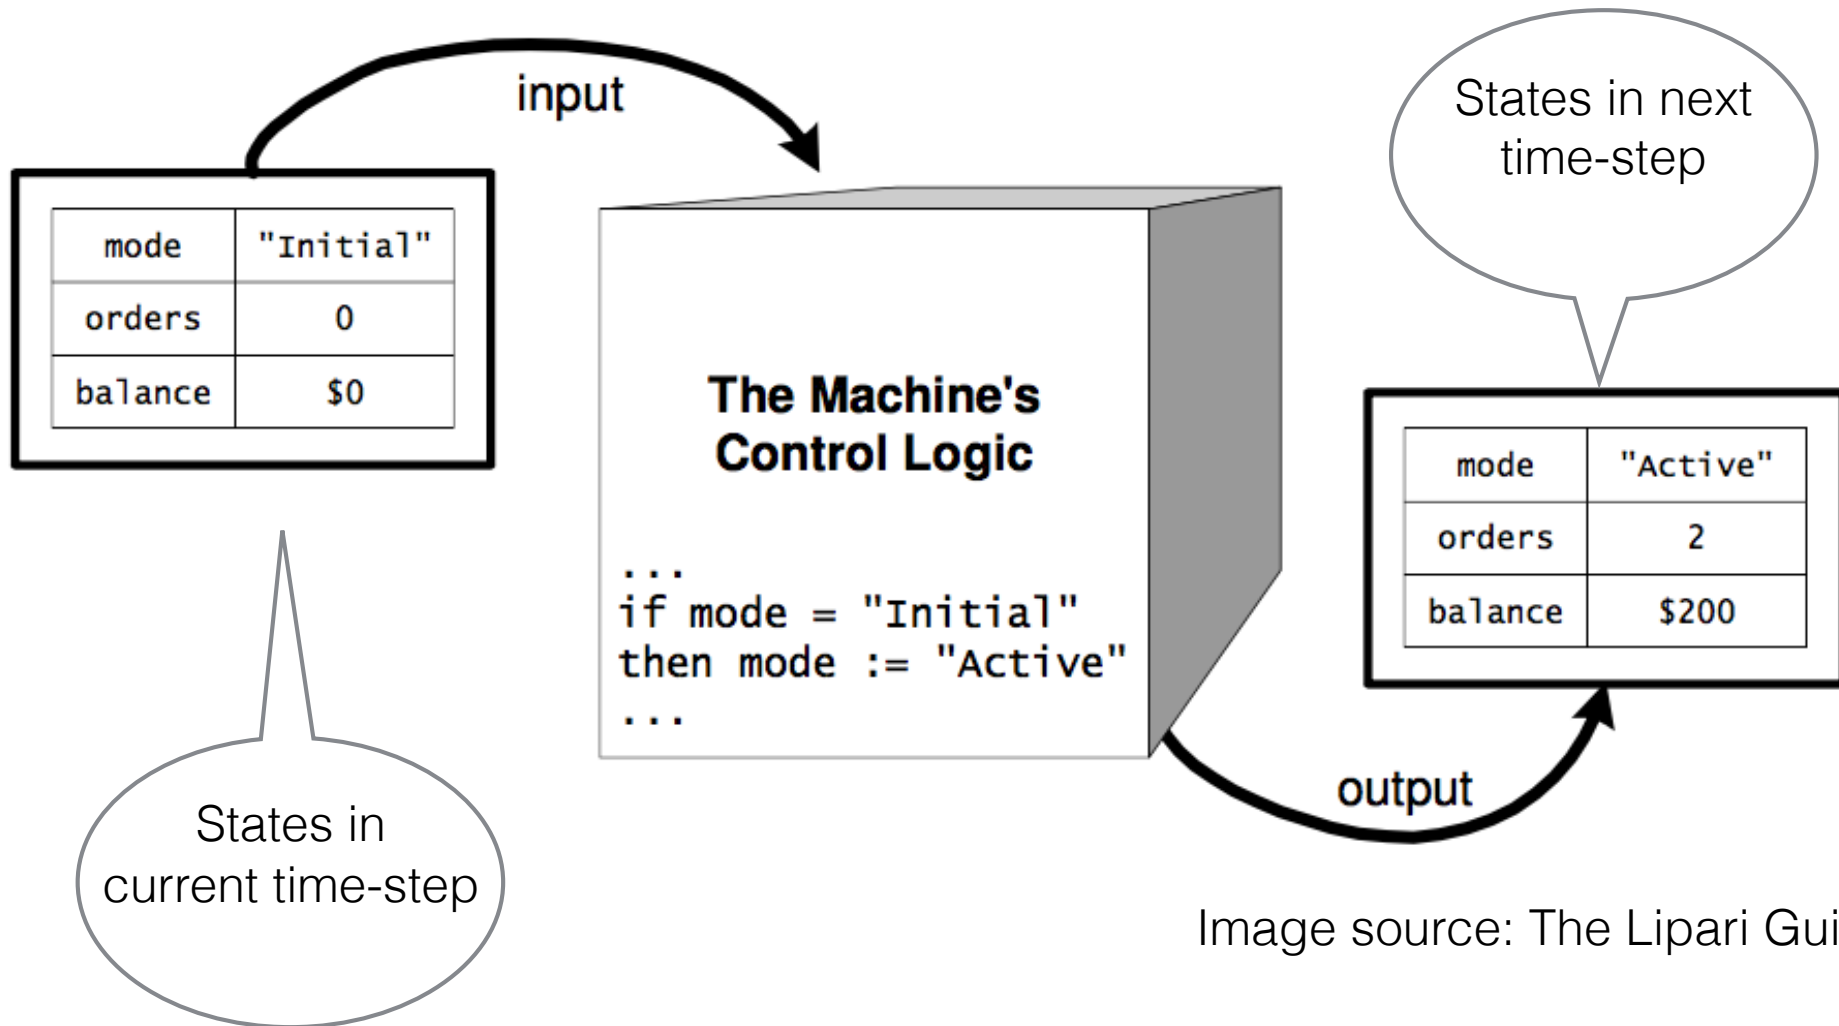 input
mode "Initial"
orders 0
balance $0
States in
current time-step
The Machine's
Control Logic
...
if mode = "Initial"
then mode := "Active"
...
States in next
time-step
mode "Active"
orders 2
balance $200
output
Image source: The Lipari Gui